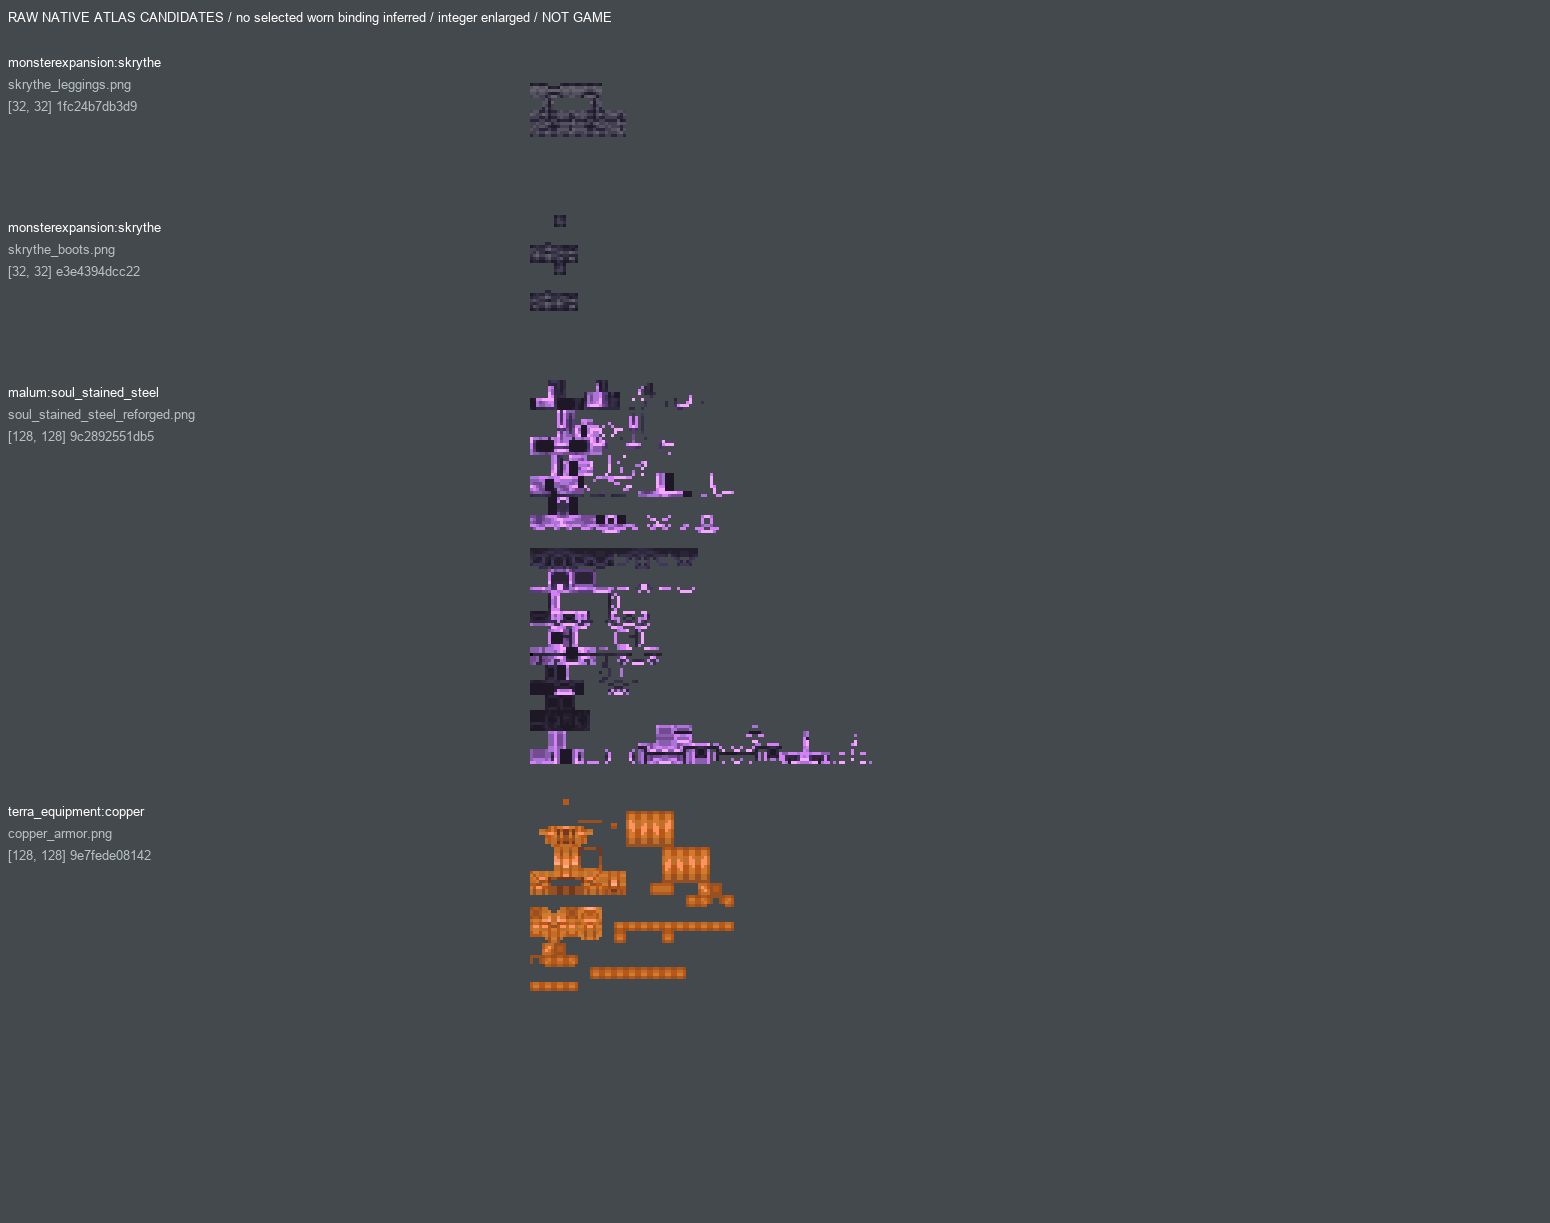 RAW NATIVE ATLAS CANDIDATES / no selected worn binding inferred / integer enlarged / NOT GAME
monsterexpansion:skrythe
skrythe_leggings.png
[32, 32] 1fc24b7db3d9
monsterexpansion:skrythe
skrythe_boots.png
[32, 32] e3e4394dcc22
malum:soul_stained_steel
soul_stained_steel_reforged.png
[128, 128] 9c2892551db5
terra_equipment:copper
copper_armor.png
[128, 128] 9e7fede08142